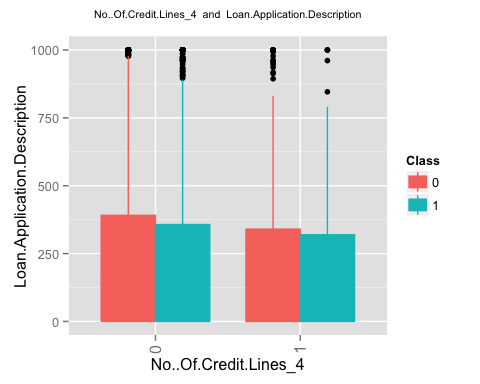 No..Of.Credit.Lines_4 and Loan.Application.Description
Loan.Application.Description
1000
750
500
250
0
0
1
No..Of.Credit.Lines_4
Class
0
1